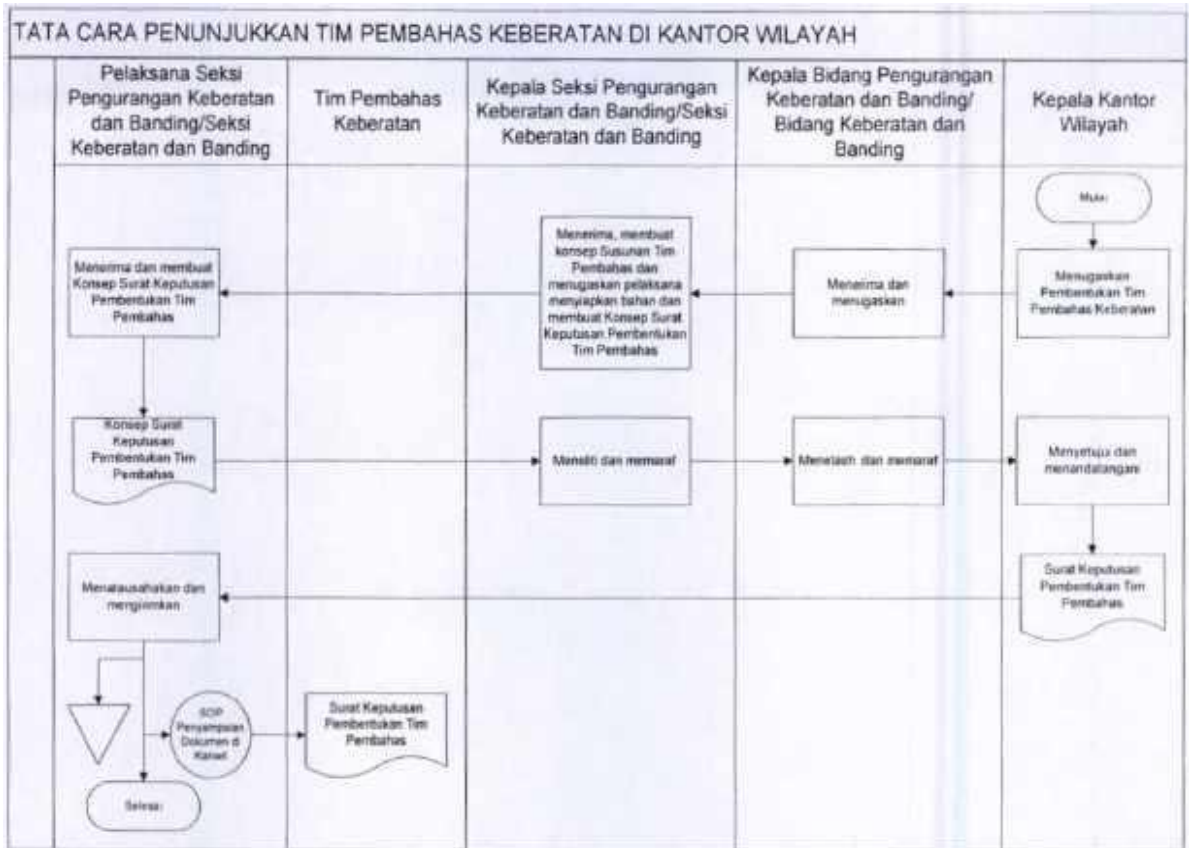 TATA CARA PENUNJUKKAN TIM PEMBAHAS KEBERATAN DI KANTOR WILAYAH
Pelaksana Seksi
Pengurangan Keberatan
dan Banding/Seksi
Keberatan dan Banding
Tim Pembahas
Keberatan
Kepala Seksi Pengurangan
Keberatan dan Banding/Seksi
Keberatan dan Banding
Kepala Bidang Pengurangan
Keberatan dan Banding/
Bidang Keberatan dan
Banding
Kepala Kantor
Wilayah
Mulai
Menugaskan
Pembentukan Tim
Pembahas Keberatan
Menerima dan
menugaskan
Menerima, membuat
konsep Susunan Tim
Pembahas dan
menugaskan pelaksana
menyiapkan bahan dan
membuat Konsep Surat
Keputusan Pembentukan
Tim Pembahas
Menerima dan membuat
Konsep Surat Keputusan
Pembentukan Tim
Pembahas
Konsep Surat
Keputusan
Pembentukan Tim
Pembahas
Meneliti dan memaraf
Menelaah dan memaraf
Menyetujui dan
menandatangani
Surat Keputusan
Pembentukan Tim
Pembahas
Menatausahakan dan
mengirimkan
SOP
Penyampaian
Dokumen di
Kanwil
Surat Keputusan
Pembentukan Tim
Pembahas
Selesai